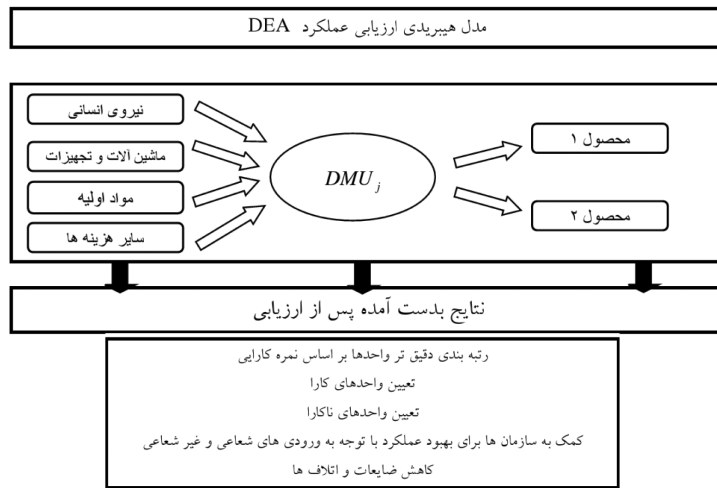 مدل هیبریدی ارزیابی عملکرد DEA
نیروی انسانی
ماشین آلات و تجهیزات
مواد اولیه
سایر هزینه ها
DMU j
محصول ۱
محصول ۲
نتایج بدست آمده پس از ارزیابی
رتبه بندی دقیق تر واحدها بر اساس نمره کارایی
تعیین واحدهای کارا
تعیین واحدهای ناکارا
کمک به سازمان ها برای بهبود عملکرد با توجه به ورودی های شعاعی و غیر شعاعی
کاهش ضایعات و اتلاف ها